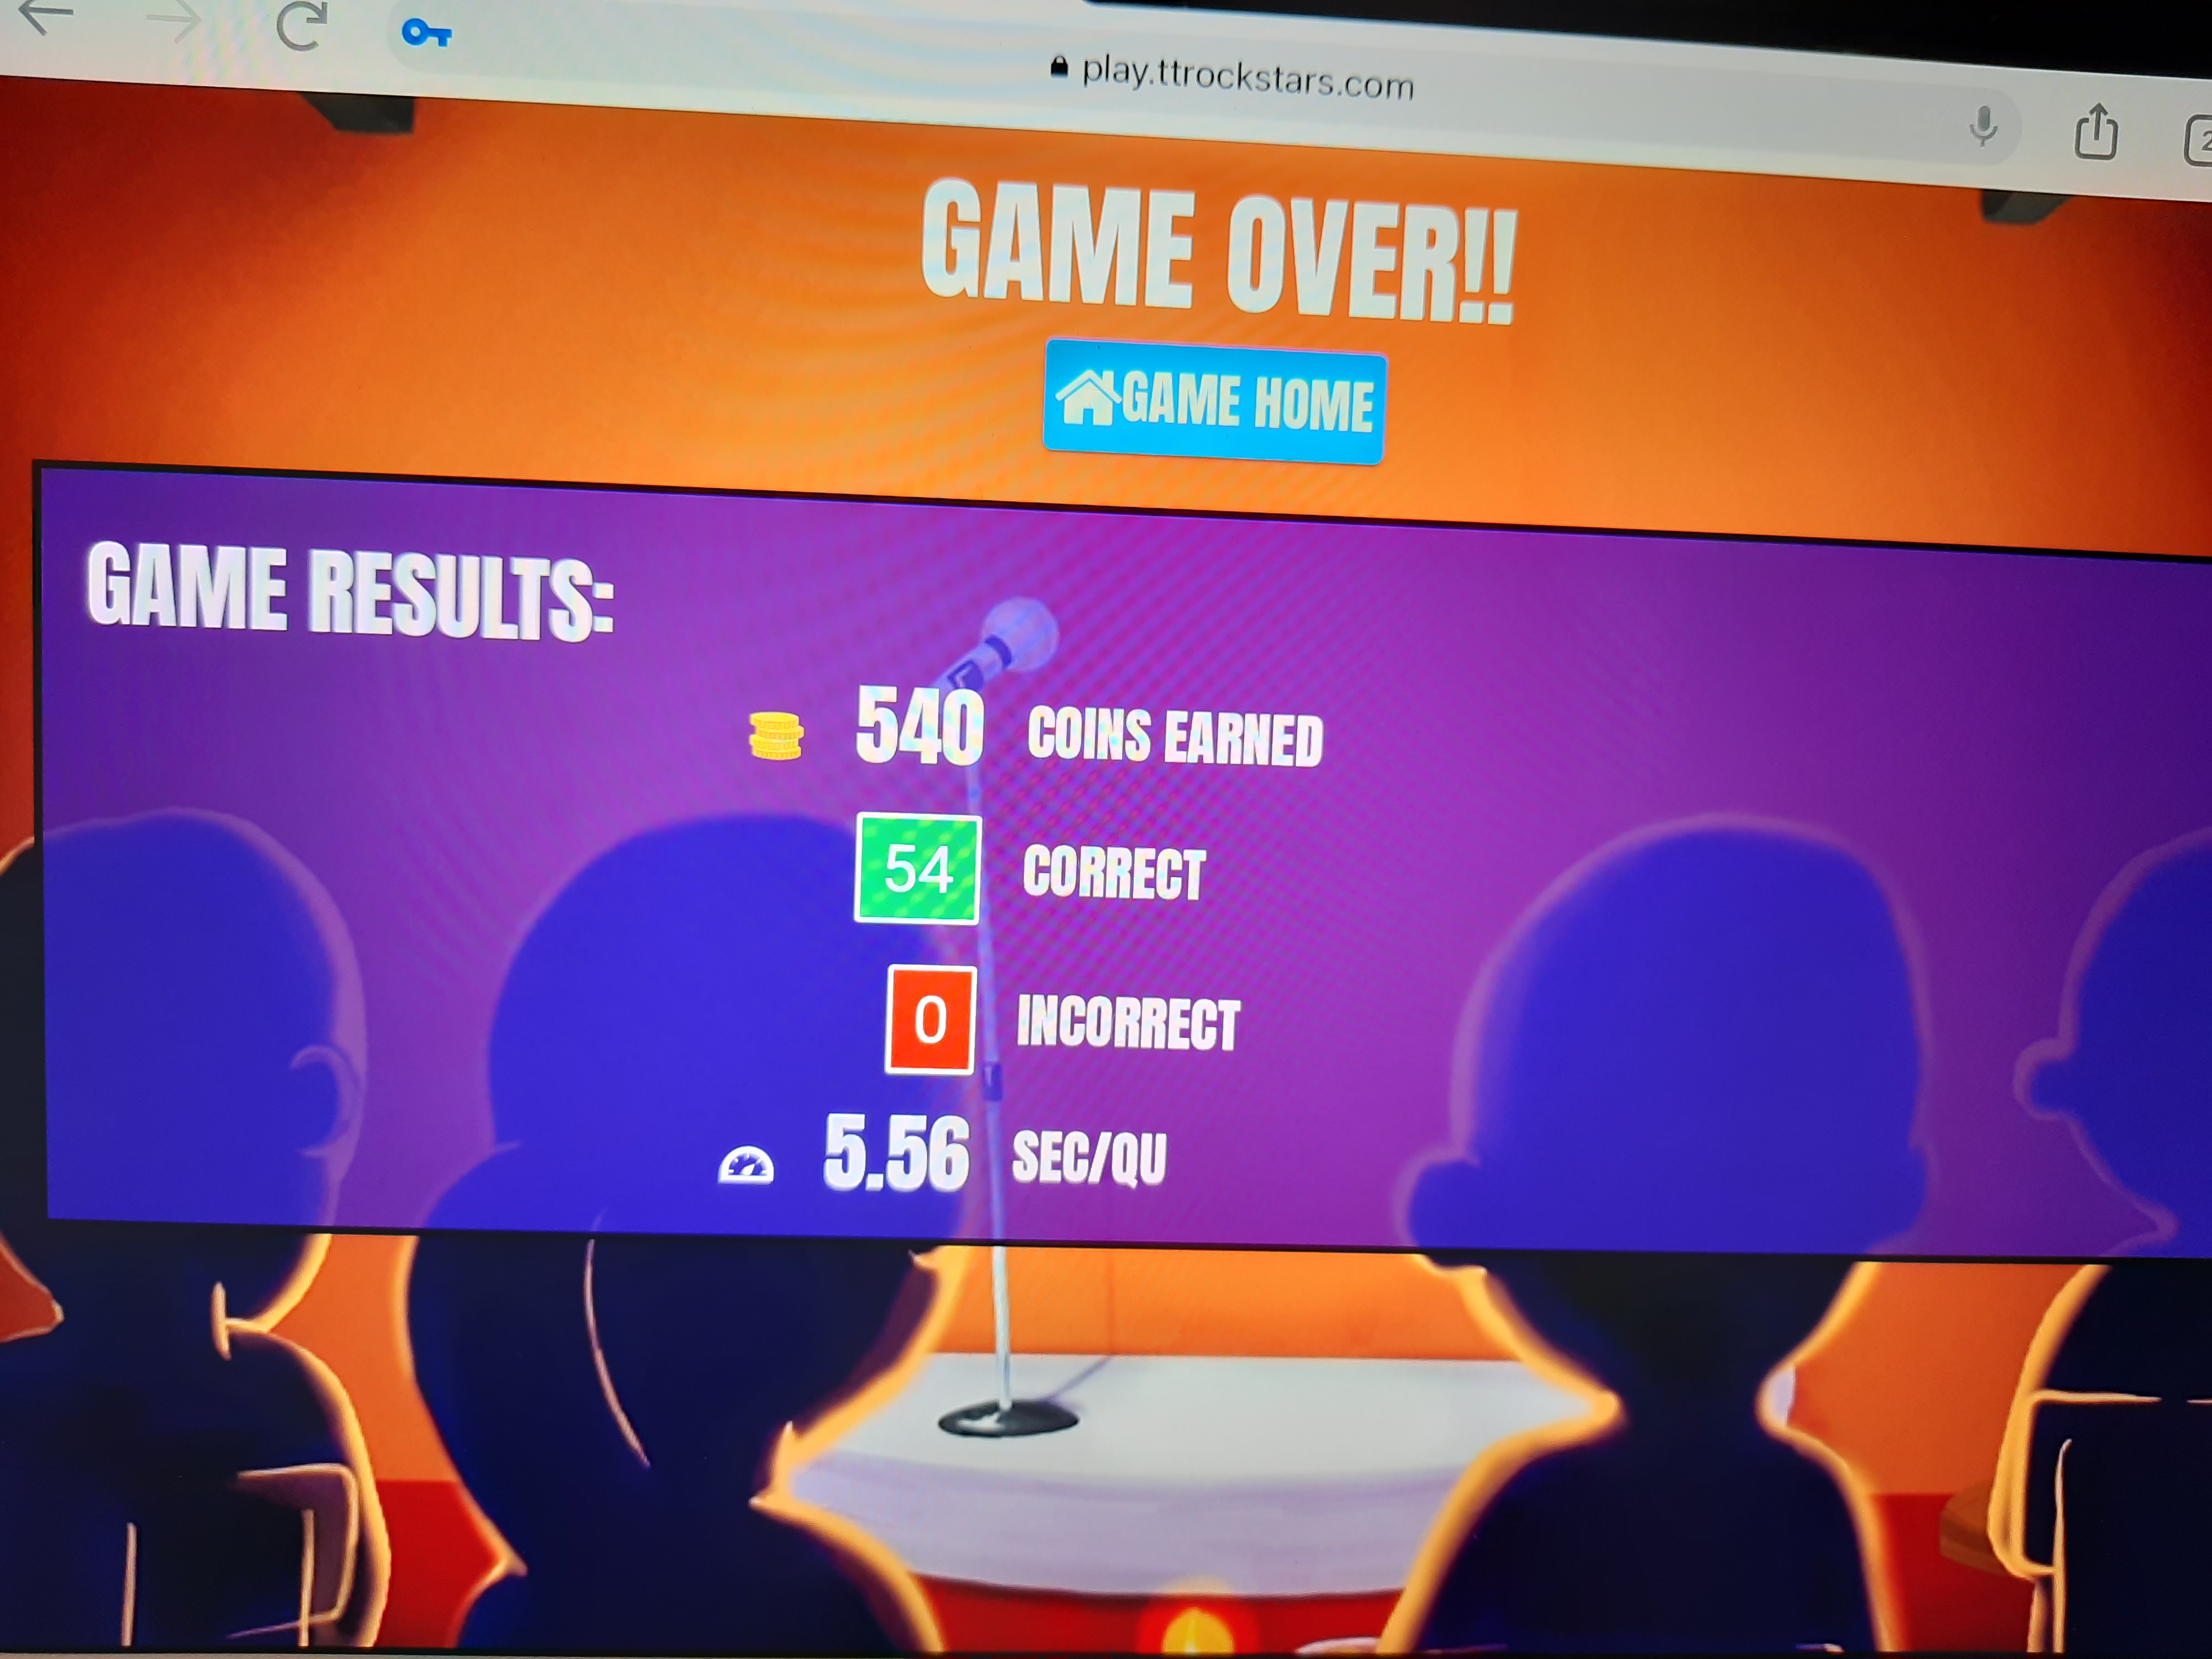 play.ttrockstars.com
2
GAME OVER!!
GAME HOME
GAME RESULTS:
540 COINS EARNED
54 CORRECT
0 INCORRECT
5.56 SEC/QU